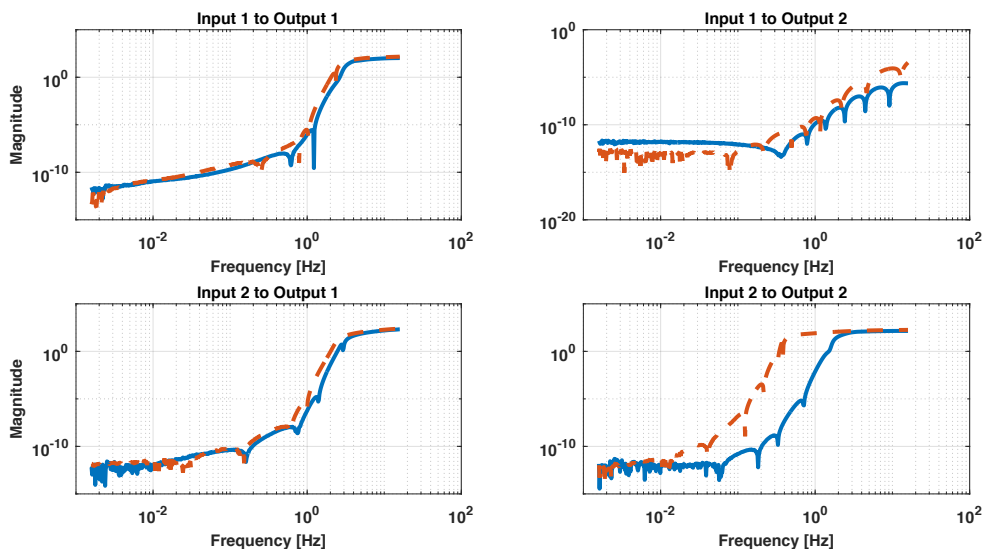 Input 1 to Output 1
Magnitude
10^0
10^-10
10^-2
10^0
10^2
Frequency [Hz]
Input 1 to Output 2
10^0
10^-10
10^-20
10^-2
10^0
10^2
Frequency [Hz]
Input 2 to Output 1
Magnitude
10^0
10^-10
10^-2
10^0
10^2
Frequency [Hz]
Input 2 to Output 2
10^0
10^-10
10^-2
10^0
10^2
Frequency [Hz]